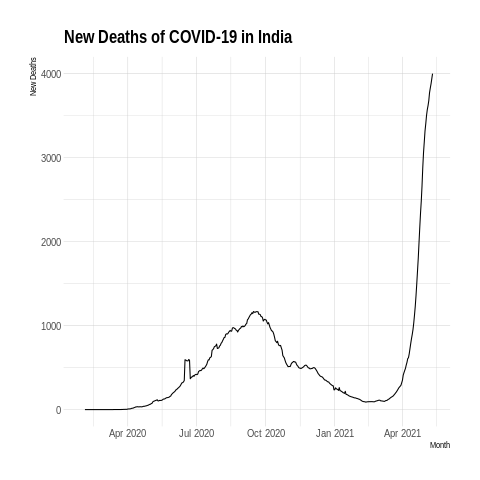 New Deaths of COVID-19 in India
New Deaths
4000
3000
2000
1000
0
Apr 2020 Jul 2020 Oct 2020 Jan 2021 Apr 2021
Month